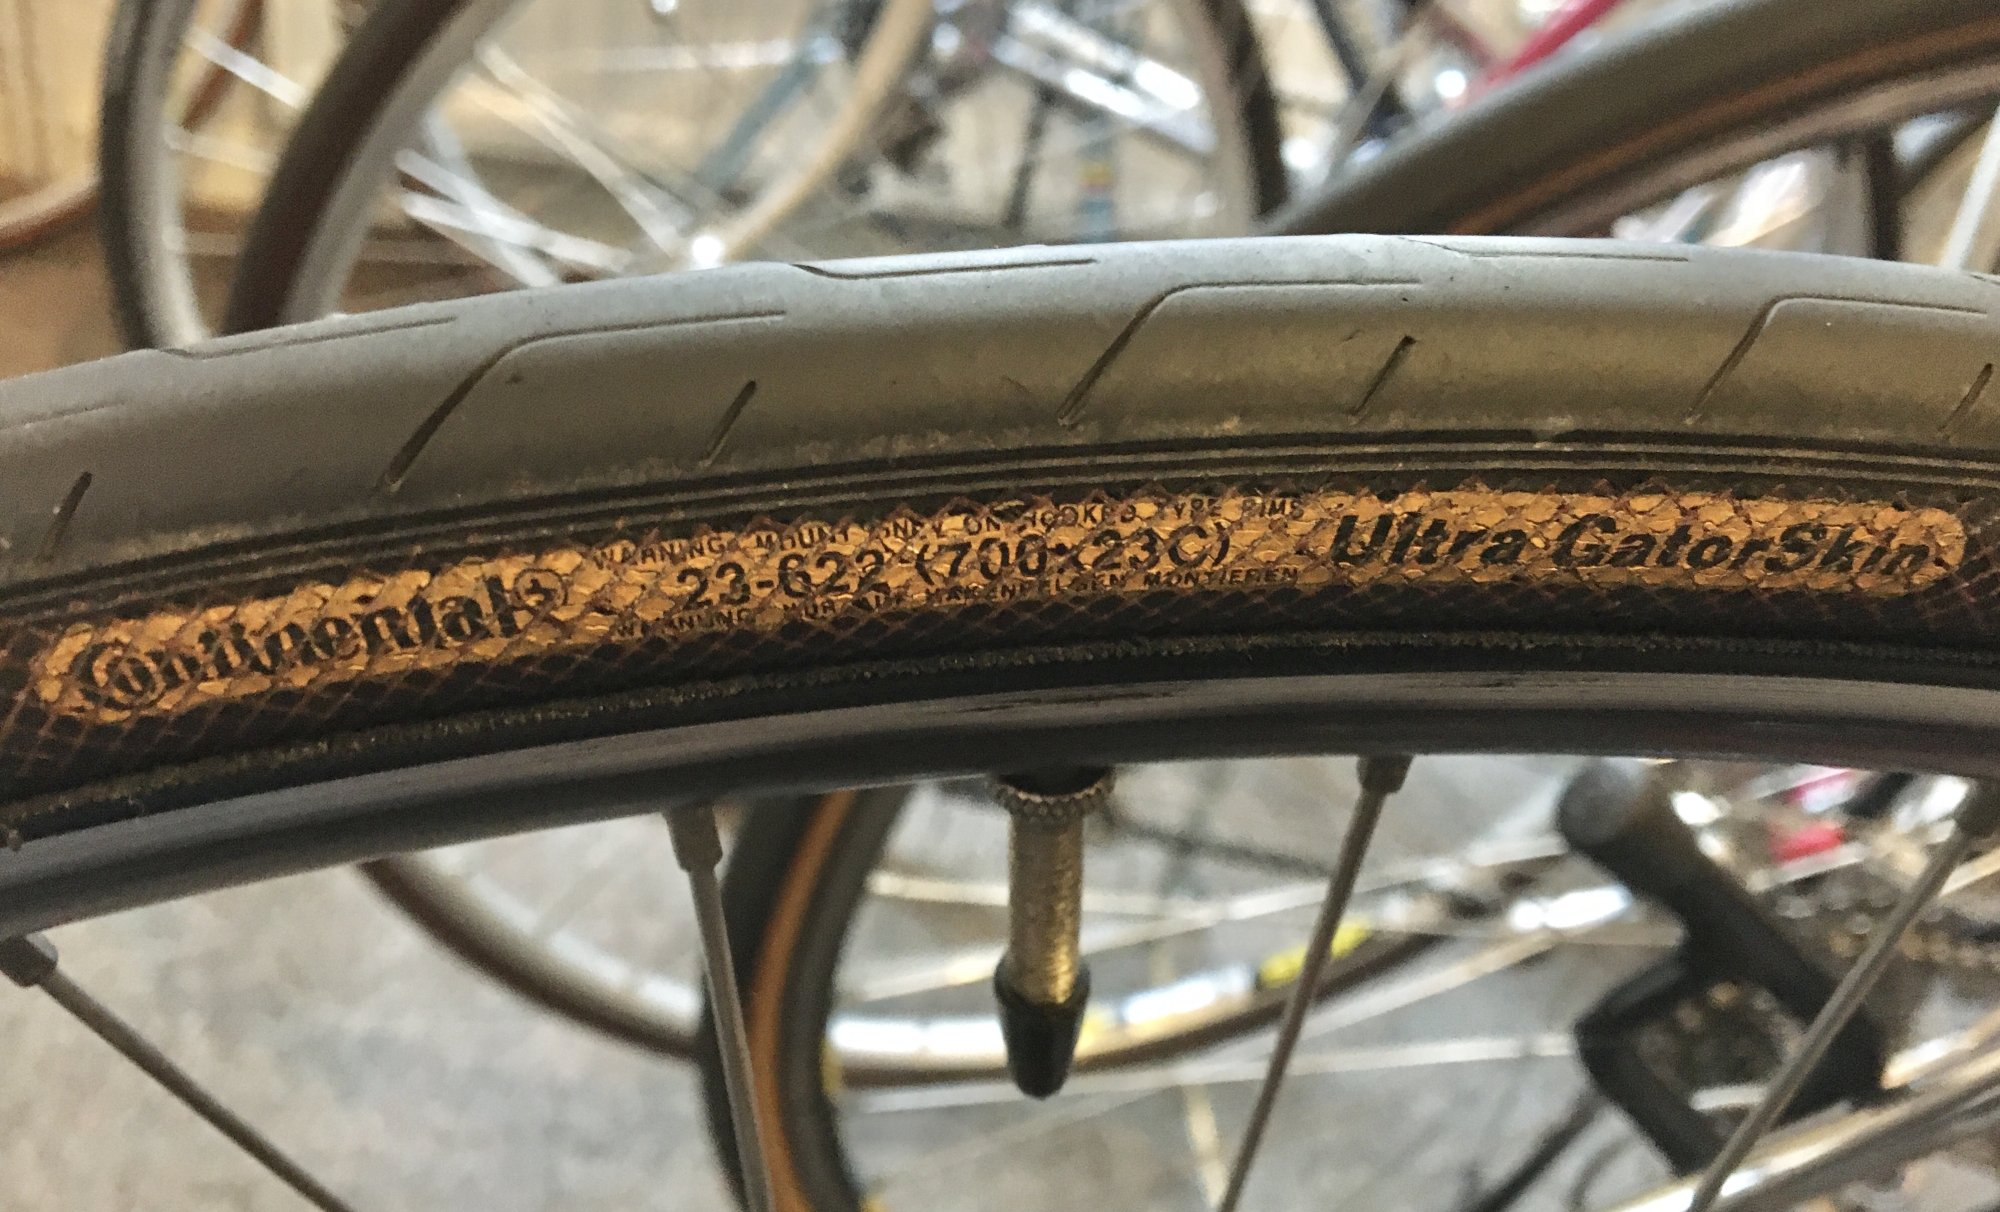 Continental
WARNING MOUNT ONLY ON HOOKED TYPE RIMS
23-622 (700x23C)
WARNUNG NUR AUF HAKENFELGEN MONTIEREN
Ultra GatorSkin